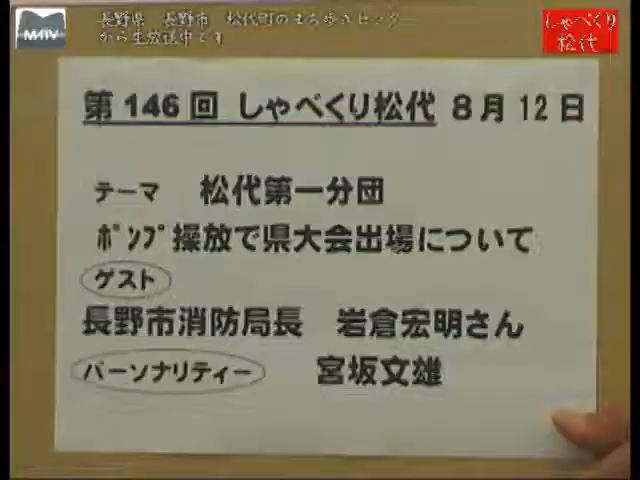 MATV
長野県 長野市 松代町のまち歩きセンター
から生放送中です
しゃべくり
松代
第146回 しゃべくり松代 8月12日
テーマ 松代第一分団
ポンプ操放で県大会出場について
ゲスト
長野市消防局長 岩倉宏明さん
パーソナリティー 宮坂文雄